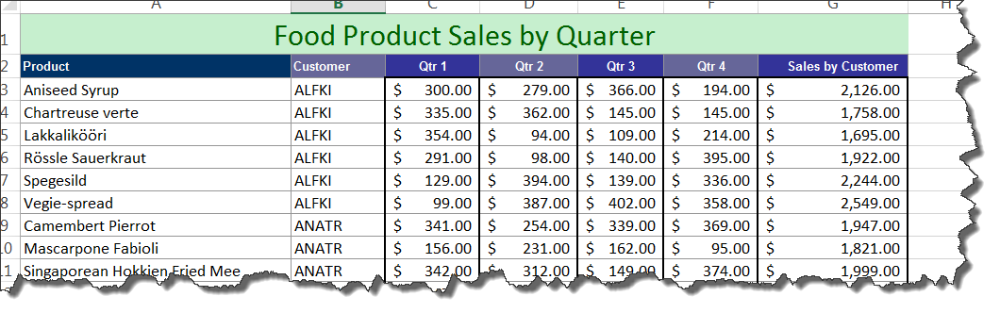 A B C D E F G H
1 Food Product Sales by Quarter
2 Product Customer Qtr 1 Qtr 2 Qtr 3 Qtr 4 Sales by Customer
3 Aniseed Syrup ALFKI $ 300.00 $ 279.00 $ 366.00 $ 194.00 $ 2,126.00
4 Chartreuse verte ALFKI $ 335.00 $ 362.00 $ 145.00 $ 145.00 $ 1,758.00
5 Lakkalikööri ALFKI $ 354.00 $ 94.00 $ 109.00 $ 214.00 $ 1,695.00
6 Rössle Sauerkraut ALFKI $ 291.00 $ 98.00 $ 140.00 $ 395.00 $ 1,922.00
7 Spegesild ALFKI $ 129.00 $ 394.00 $ 139.00 $ 336.00 $ 2,244.00
8 Vegie-spread ALFKI $ 99.00 $ 387.00 $ 402.00 $ 358.00 $ 2,549.00
9 Camembert Pierrot ANATR $ 341.00 $ 254.00 $ 339.00 $ 369.00 $ 1,947.00
10 Mascarpone Fabioli ANATR $ 156.00 $ 231.00 $ 162.00 $ 95.00 $ 1,821.00
11 Singaporean Hokkien Fried Mee ANATR $ 342.00 $ 312.00 $ 149.00 $ 374.00 $ 1,999.00